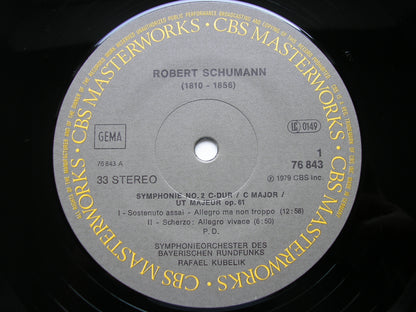 CBS MASTERWORKS · CBS MASTERWORKS · CBS MASTERWORKS · CBS MASTERWORKS ·
ROBERT SCHUMANN
(1810 - 1856)
GEMA
LC 0149
76 843 A
1
76 843
33 STEREO
℗ 1979 CBS Inc.
SYMPHONIE NO. 2 C-DUR / C MAJOR /
UT MAJEUR op. 61
I - Sostenuto assai - Allegro ma non troppo (12:58)
II - Scherzo: Allegro vivace (6:50)
P.D.
SYMPHONIEORCHESTER DES
BAYERISCHEN RUNDFUNKS
RAFAEL KUBELIK